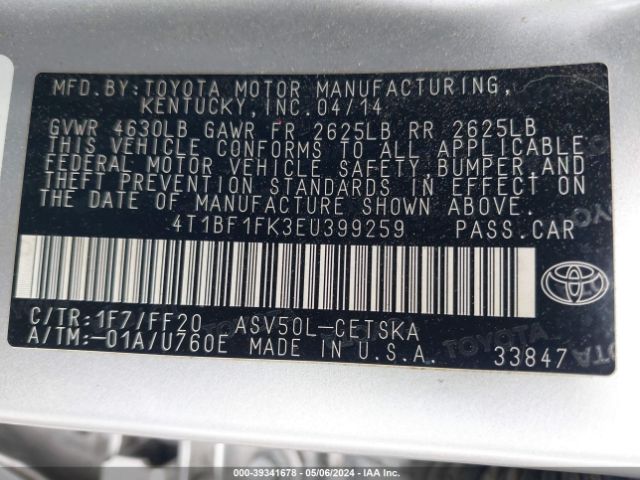 MFD. BY: TOYOTA MOTOR MANUFACTURING,
KENTUCKY, INC. 04/14
GVWR 4630LB GAWR FR 2625LB RR 2625LB
THIS VEHICLE CONFORMS TO ALL APPLICABLE
FEDERAL MOTOR VEHICLE SAFETY, BUMPER, AND
THEFT PREVENTION STANDARDS IN EFFECT ON
THE DATE OF MANUFACTURE SHOWN ABOVE.
4T1BF1FK3EU399259 PASS. CAR
C/TR: 1F7/FF20 ASV50L-CETSKA
A/TM: -01A/U760E MADE IN U.S.A. 33847
000-39341678 - 05/06/2024 - IAA Inc.